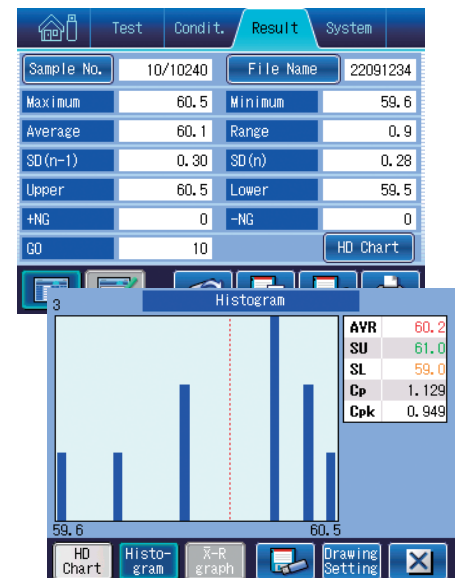 Test Condit. Result System
Sample No. 10/10240 File Name 22091234
Maximum 60.5 Minimum 59.6
Average 60.1 Range 0.9
SD(n-1) 0.30 SD(n) 0.28
Upper 60.5 Lower 59.5
+NG 0 -NG 0
GO 10 HD Chart
3 Histogram
AVR 60.2
SU 61.0
SL 59.0
Cp 1.129
Cpk 0.949
59.6 60.5
HD Histo- X̄-R Drawing
Chart gram graph Setting